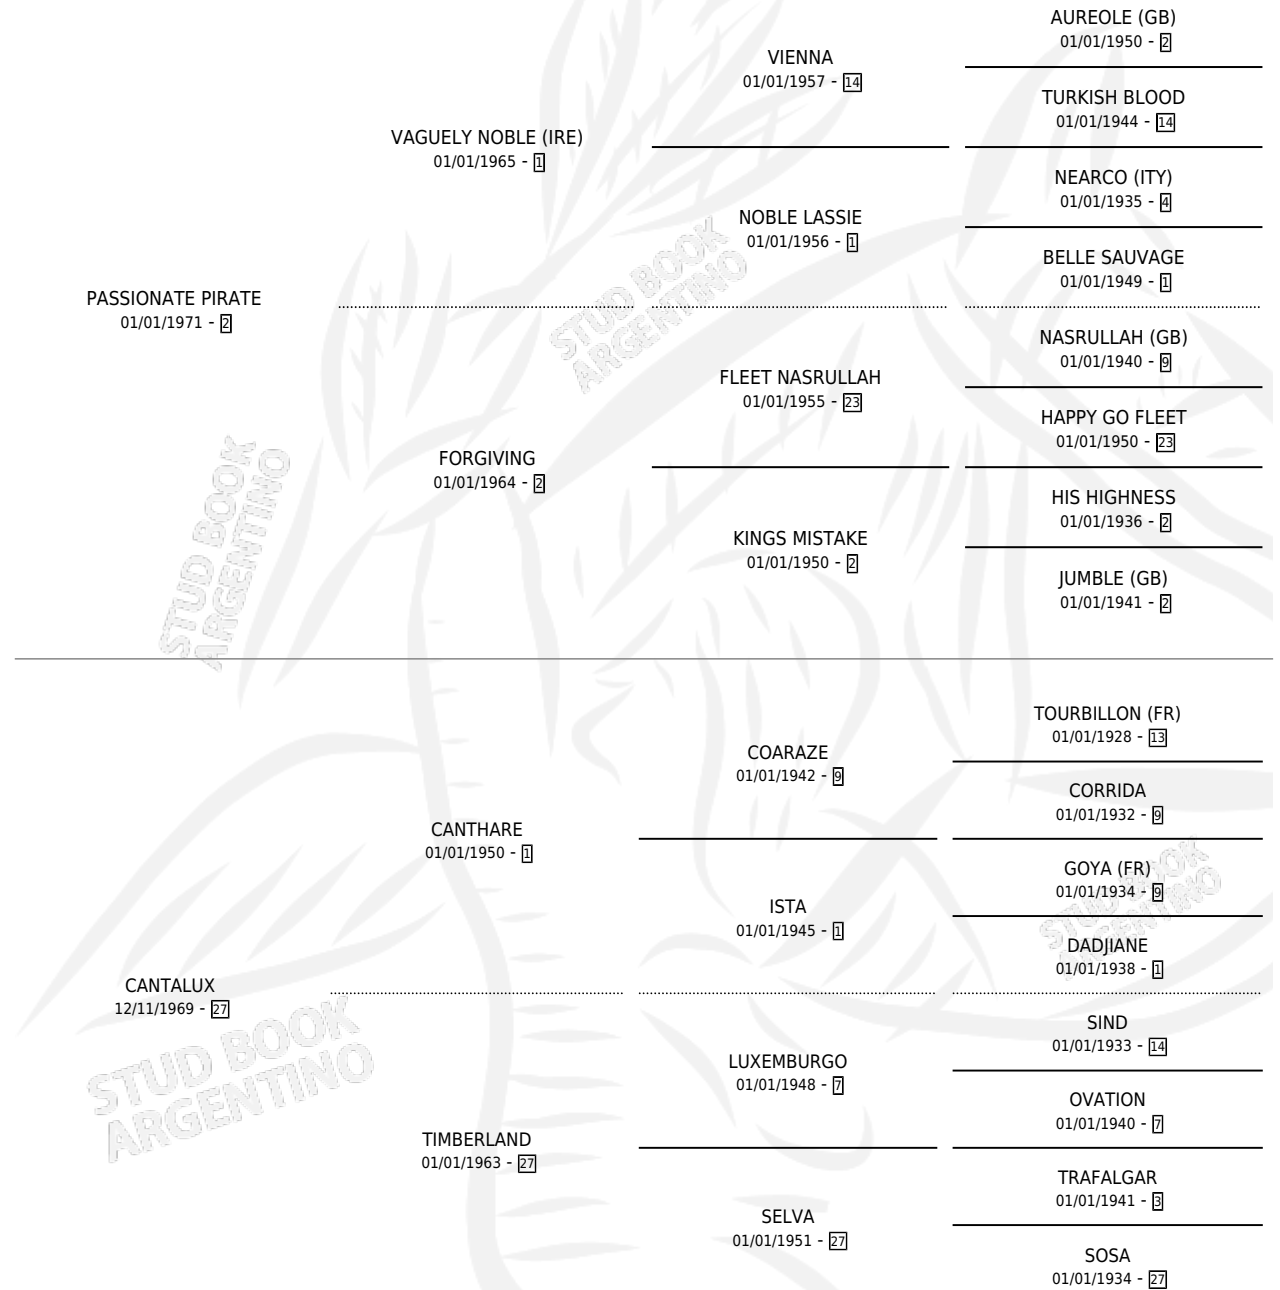 AUREOLE (GB)
01/01/1950 - 2
VIENNA
01/01/1957 - 14
TURKISH BLOOD
01/01/1944 - 14
VAGUELY NOBLE (IRE)
01/01/1965 - 1
NEARCO (ITY)
01/01/1935 - 4
NOBLE LASSIE
01/01/1956 - 1
BELLE SAUVAGE
01/01/1949 - 1
PASSIONATE PIRATE
01/01/1971 - 2
NASRULLAH (GB)
01/01/1940 - 9
FLEET NASRULLAH
01/01/1955 - 23
HAPPY GO FLEET
01/01/1950 - 23
FORGIVING
01/01/1964 - 2
HIS HIGHNESS
01/01/1936 - 2
KINGS MISTAKE
01/01/1950 - 2
JUMBLE (GB)
01/01/1941 - 2
STUD BOOK
ARGENTINO
STUD BOOK
ARGENTINO
TOURBILLON (FR)
01/01/1928 - 13
COARAZE
01/01/1942 - 9
CORRIDA
01/01/1932 - 9
CANTHARE
01/01/1950 - 1
GOYA (FR)
01/01/1934 - 9
ISTA
01/01/1945 - 1
DADJIANE
01/01/1938 - 1
CANTALUX
12/11/1969 - 27
SIND
01/01/1933 - 14
LUXEMBURGO
01/01/1948 - 7
OVATION
01/01/1940 - 7
TIMBERLAND
01/01/1963 - 27
TRAFALGAR
01/01/1941 - 3
SELVA
01/01/1951 - 27
SOSA
01/01/1934 - 27
STUD BOOK
ARGENTINO
STUD BOOK
ARGENTINO